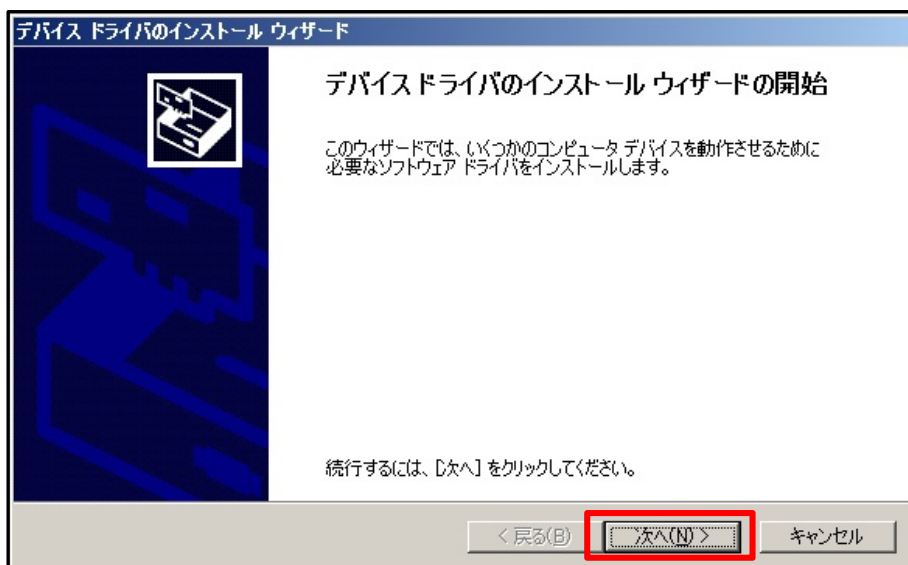 デバイス ドライバのインストール ウィザード
デバイス ドライバのインストール ウィザードの開始
このウィザードでは、いくつかのコンピュータ デバイスを動作させるために
必要なソフトウェア ドライバをインストールします。
続行するには、[次へ] をクリックしてください。
< 戻る(B) 次へ(N) > キャンセル